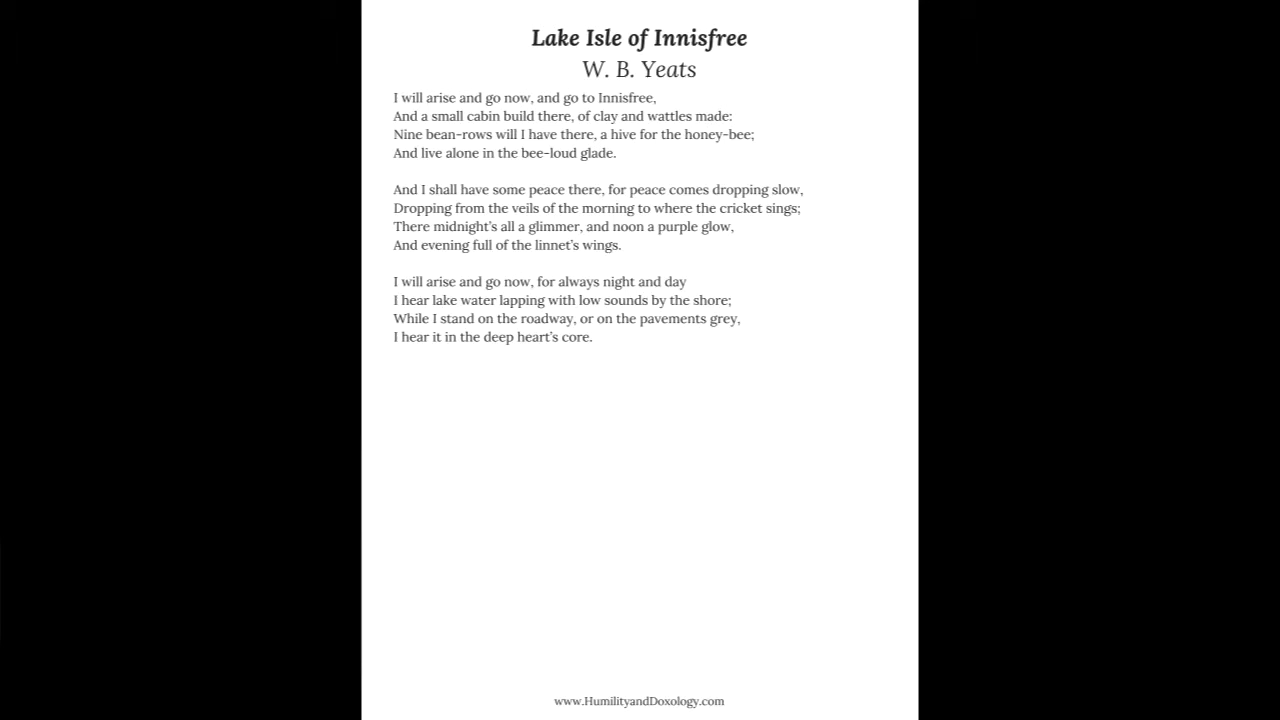 Lake Isle of Innisfree
W. B. Yeats
I will arise and go now, and go to Innisfree,
And a small cabin build there, of clay and wattles made:
Nine bean-rows will I have there, a hive for the honey-bee;
And live alone in the bee-loud glade.
And I shall have some peace there, for peace comes dropping slow,
Dropping from the veils of the morning to where the cricket sings;
There midnight’s all a glimmer, and noon a purple glow,
And evening full of the linnet’s wings.
I will arise and go now, for always night and day
I hear lake water lapping with low sounds by the shore;
While I stand on the roadway, or on the pavements grey,
I hear it in the deep heart’s core.
www.HumilityandDoxology.com